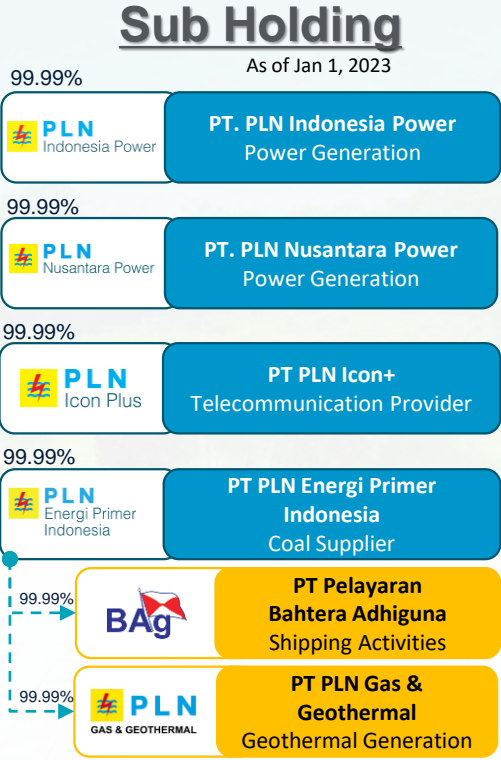 Sub Holding
As of Jan 1, 2023
99.99%
PLN
Indonesia Power
PT. PLN Indonesia Power
Power Generation
99.99%
PLN
Nusantara Power
PT. PLN Nusantara Power
Power Generation
99.99%
PLN
Icon Plus
PT PLN Icon+
Telecommunication Provider
99.99%
PLN
Energi Primer
Indonesia
PT PLN Energi Primer
Indonesia
Coal Supplier
99.99%
BAg
PT Pelayaran
Bahtera Adhiguna
Shipping Activities
99.99%
PLN
GAS & GEOTHERMAL
PT PLN Gas &
Geothermal
Geothermal Generation